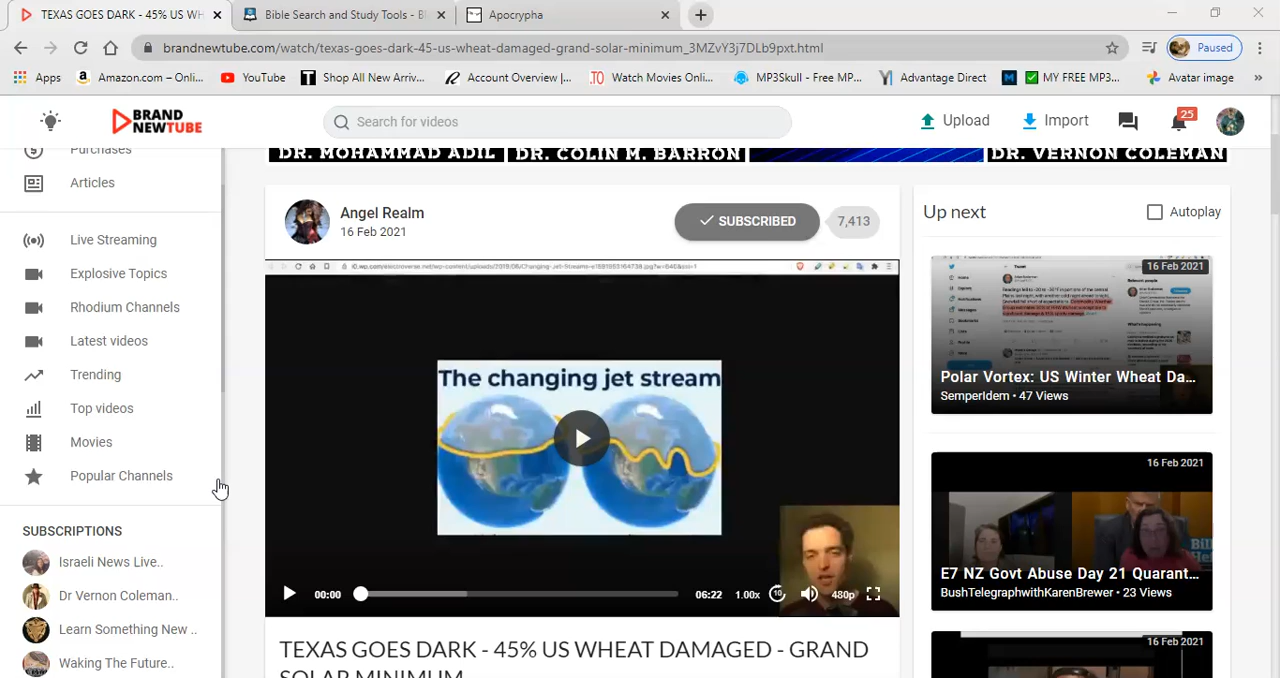 TEXAS GOES DARK - 45% US WH
Bible Search and Study Tools - B
Apocrypha
brandnewtube.com/watch/texas-goes-dark-45-us-wheat-damaged-grand-solar-minimum_3MZvY3j7DLb9pxt.html
Paused
Apps
Amazon.com – Onli...
YouTube
Shop All New Arriv...
Account Overview |...
Watch Movies Onli...
MP3Skull - Free MP...
Advantage Direct
MY FREE MP3...
Avatar image
BRAND
NEWTUBE
Search for videos
Upload
Import
25
Purchases
Articles
Live Streaming
Explosive Topics
Rhodium Channels
Latest videos
Trending
Top videos
Movies
Popular Channels
SUBSCRIPTIONS
Israeli News Live..
Dr Vernon Coleman..
Learn Something New ..
Waking The Future..
DR. MOHAMMAD ADIL
DR. COLIN M. BARRON
DR. VERNON COLEMAN
Angel Realm
16 Feb 2021
SUBSCRIBED
7,413
The changing jet stream
00:00
06:22
1.00x
10
480p
TEXAS GOES DARK - 45% US WHEAT DAMAGED - GRAND
SOLAR MINIMUM
Up next
Autoplay
16 Feb 2021
Polar Vortex: US Winter Wheat Da...
SemperIdem • 47 Views
16 Feb 2021
E7 NZ Govt Abuse Day 21 Quarant...
BushTelegraphwithKarenBrewer • 23 Views
16 Feb 2021